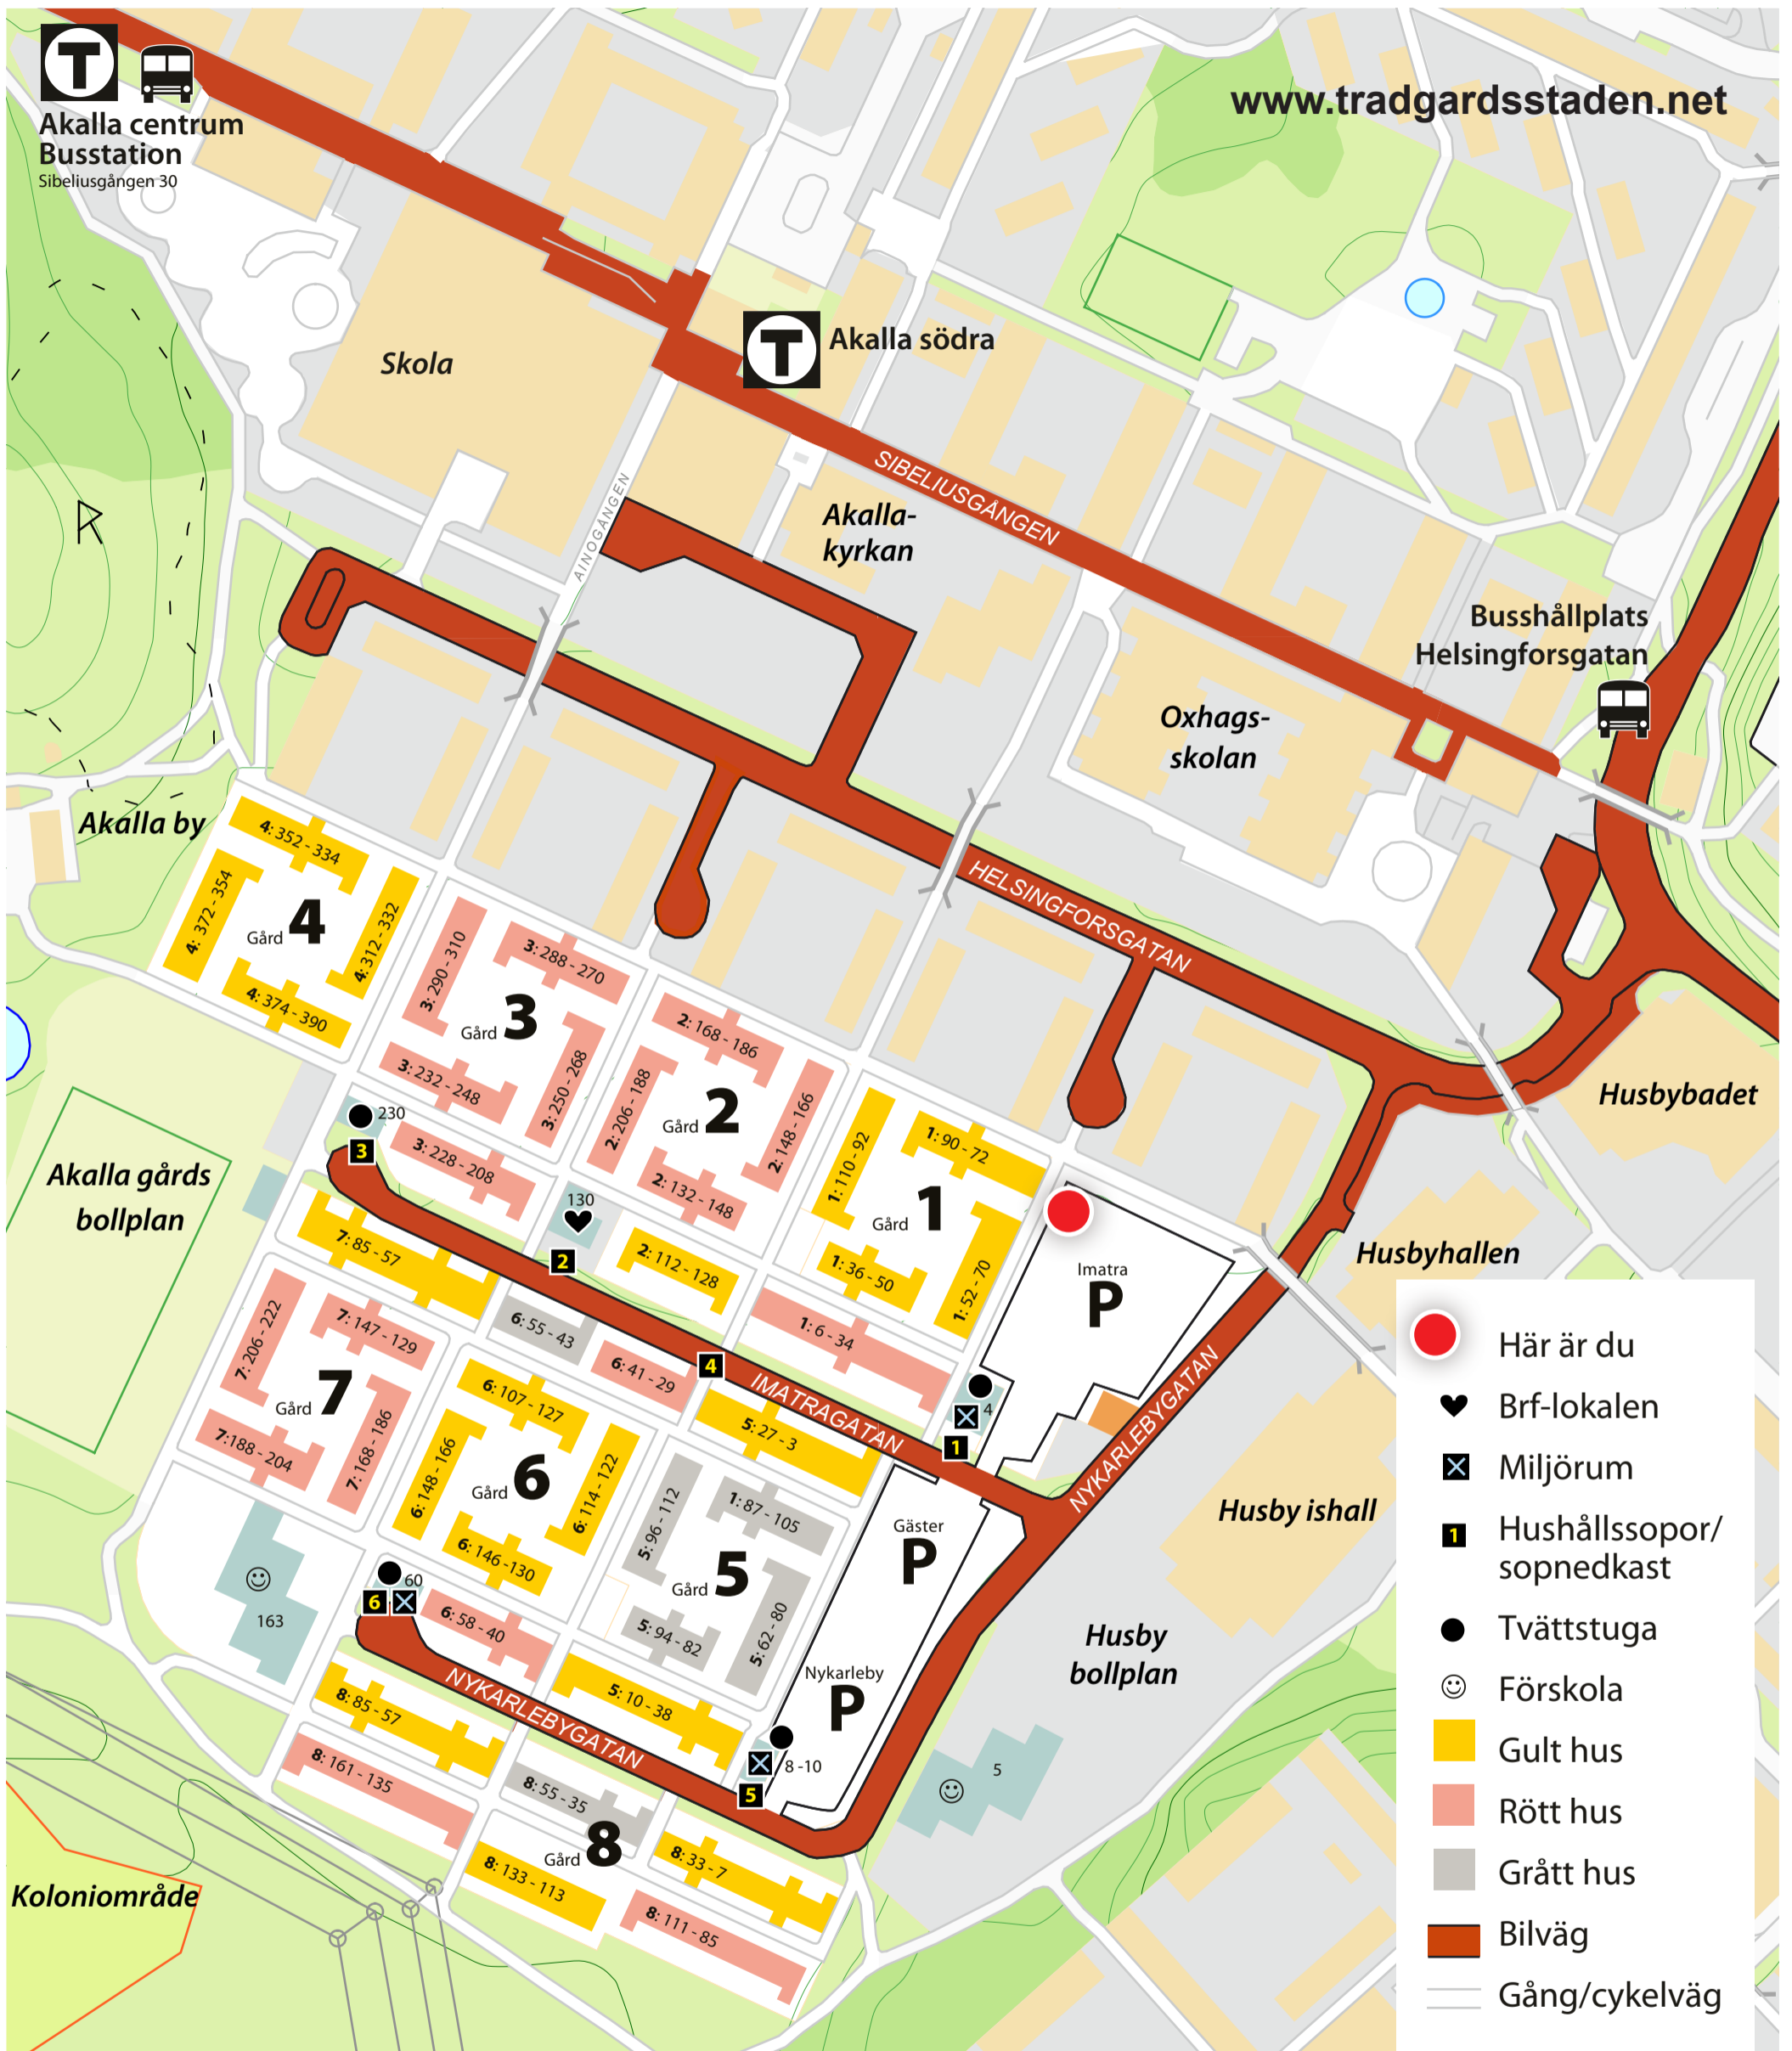 T
Akalla centrum
Busstation
Sibeliusgången 30
www.tradgardsstaden.net
Skola
T
Akalla södra
SIBELIUSGÅNGEN
AINOGÅNGEN
Akalla-
kyrkan
R
Busshållplats
Helsingforsgatan
Oxhags-
skolan
Akalla by
HELSINGFORSGATAN
4: 352 - 334
4: 372 - 354
Gård 4
4: 312 - 332
4: 374 - 390
3: 290 - 310
3: 288 - 270
Gård 3
3: 232 - 248
3: 250 - 268
2: 168 - 186
2: 206 - 188
Gård 2
2: 148 - 166
2: 132 - 148
1: 110 - 92
1: 90 - 72
Gård 1
1: 36 - 50
1: 52 - 70
Husbybadet
230
3
3: 228 - 208
Akalla gårds
bollplan
130
2
2: 112 - 128
7: 85 - 57
Imatra
P
Husbyhallen
1: 6 - 34
6: 55 - 43
6: 41 - 29
4
IMATRAGATAN
4
1
NYKARLEBYGATAN
7: 206 - 222
7: 147 - 129
Gård 7
7:188 - 204
7: 168 - 186
6: 107 - 127
6: 148 - 166
Gård 6
6: 114 - 122
6: 146 -130
5: 27 - 3
5: 96 - 112
1: 87 - 105
Gård 5
5: 94 - 82
5: 62 - 80
Gäster
P
Husby ishall
163
60
6
6: 58 - 40
NYKARLEBYGATAN
5: 10 - 38
Nykarleby
P
Husby
bollplan
8 -10
5
5
8: 85 - 57
8: 161 - 135
8: 55 - 35
Gård 8
8: 133 - 113
8: 33 - 7
8: 111 - 85
Koloniområde
Här är du
Brf-lokalen
Miljörum
1
Hushållssopor/
sopnedkast
Tvättstuga
Förskola
Gult hus
Rött hus
Grått hus
Bilväg
Gång/cykelväg